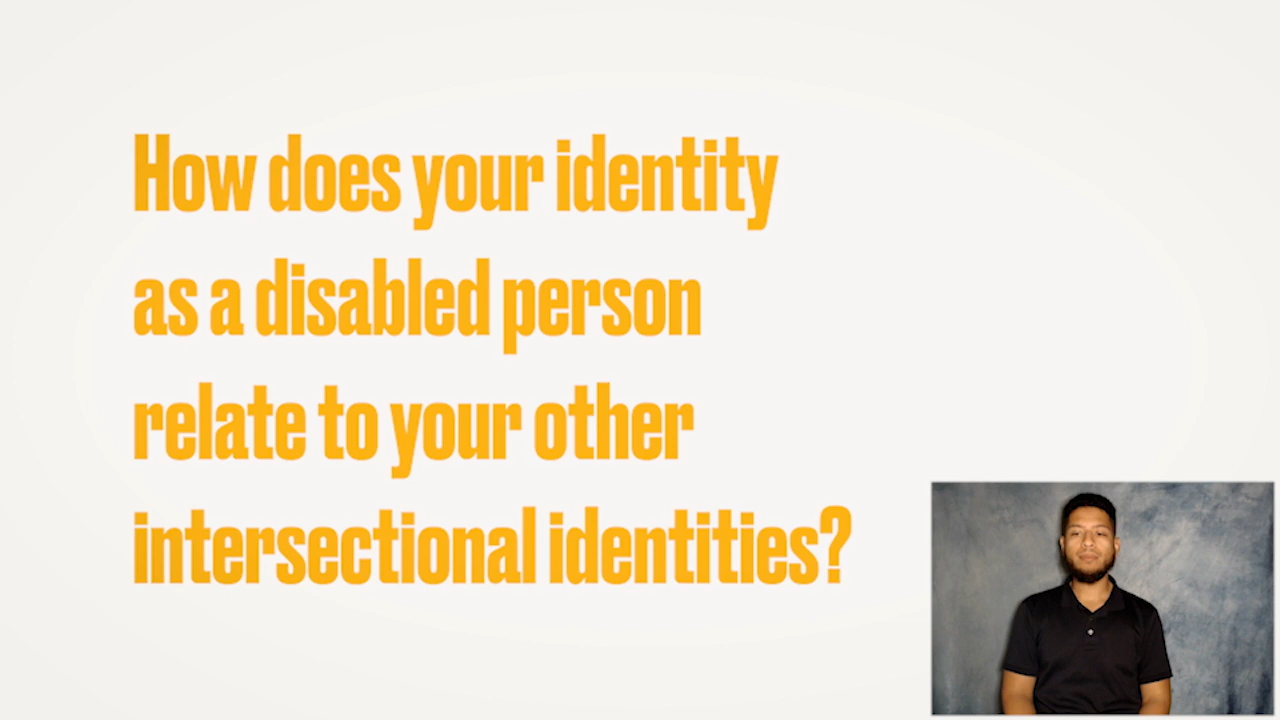 How does your identity
as a disabled person
relate to your other
intersectional identities?